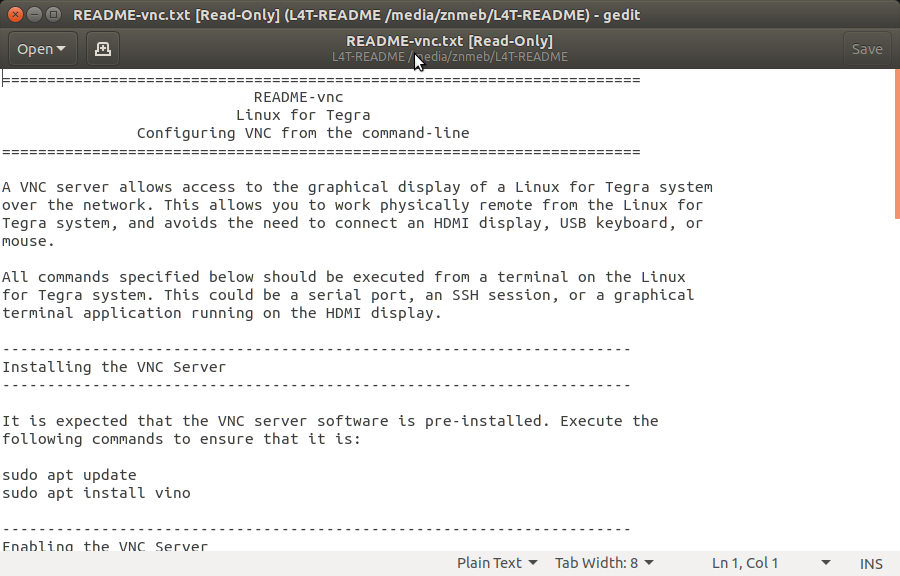 README-vnc.txt [Read-Only] (L4T-README /media/znmeb/L4T-README) - gedit
Open
README-vnc.txt [Read-Only]
L4T-README /media/znmeb/L4T-README
Save
=======================================================================
README-vnc
Linux for Tegra
Configuring VNC from the command-line
=======================================================================
A VNC server allows access to the graphical display of a Linux for Tegra system
over the network. This allows you to work physically remote from the Linux for
Tegra system, and avoids the need to connect an HDMI display, USB keyboard, or
mouse.
All commands specified below should be executed from a terminal on the Linux
for Tegra system. This could be a serial port, an SSH session, or a graphical
terminal application running on the HDMI display.
----------------------------------------------------------------------
Installing the VNC Server
----------------------------------------------------------------------
It is expected that the VNC server software is pre-installed. Execute the
following commands to ensure that it is:
sudo apt update
sudo apt install vino
----------------------------------------------------------------------
Enabling the VNC Server
Plain Text
Tab Width: 8
Ln 1, Col 1
INS